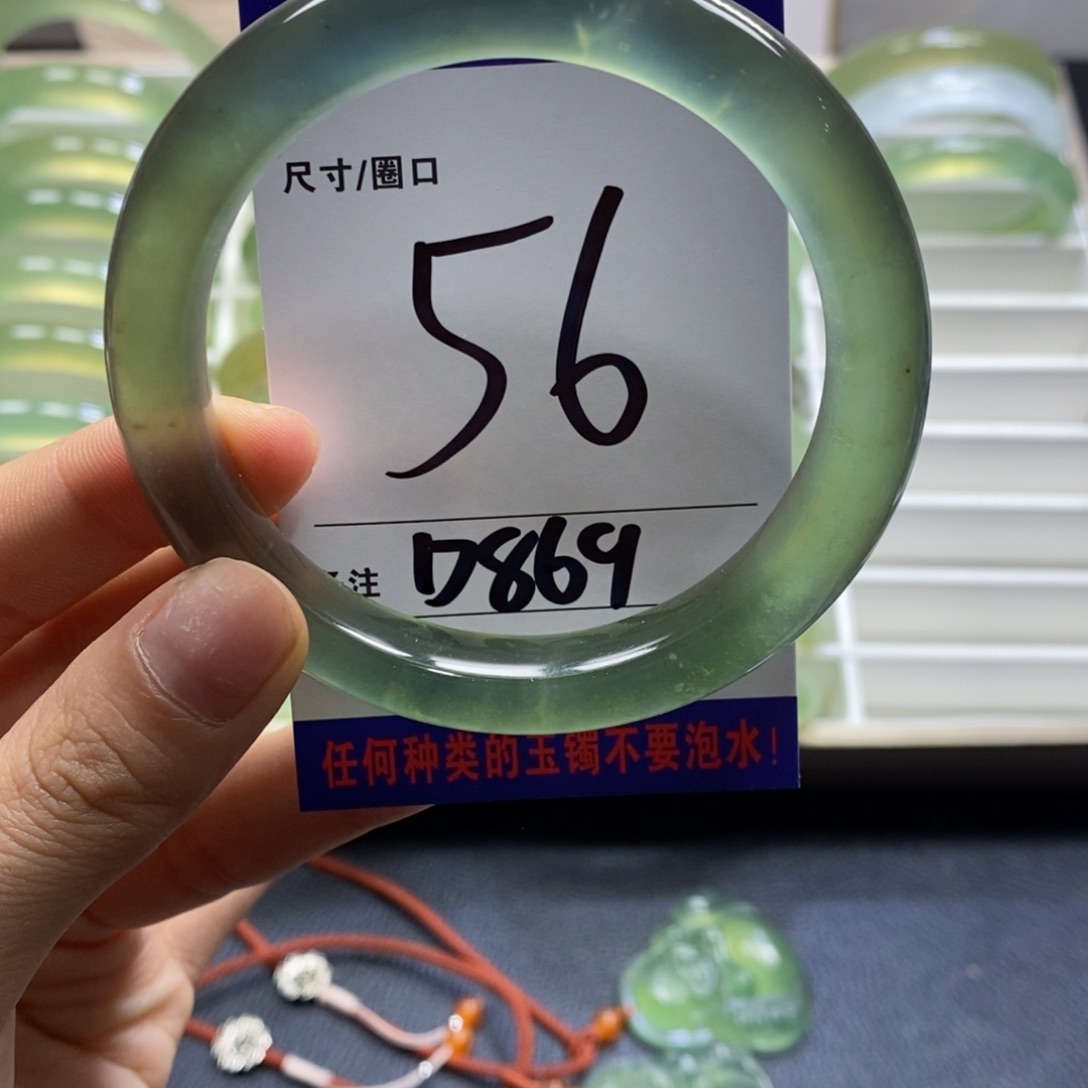 尺寸/圈口
56
注 D869
任何种类的玉镯不要泡水!